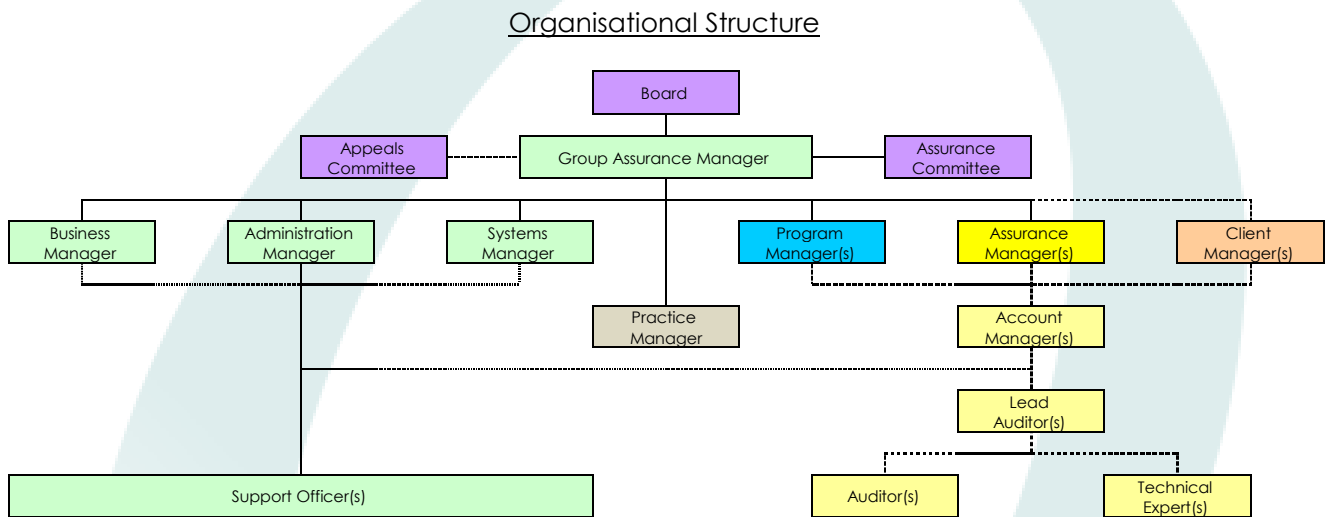 Organisational Structure
Board
Appeals
Committee
Group Assurance Manager
Assurance
Committee
Business
Manager
Administration
Manager
Systems
Manager
Program
Manager(s)
Assurance
Manager(s)
Client
Manager(s)
Practice
Manager
Account
Manager(s)
Lead
Auditor(s)
Support Officer(s)
Auditor(s)
Technical
Expert(s)